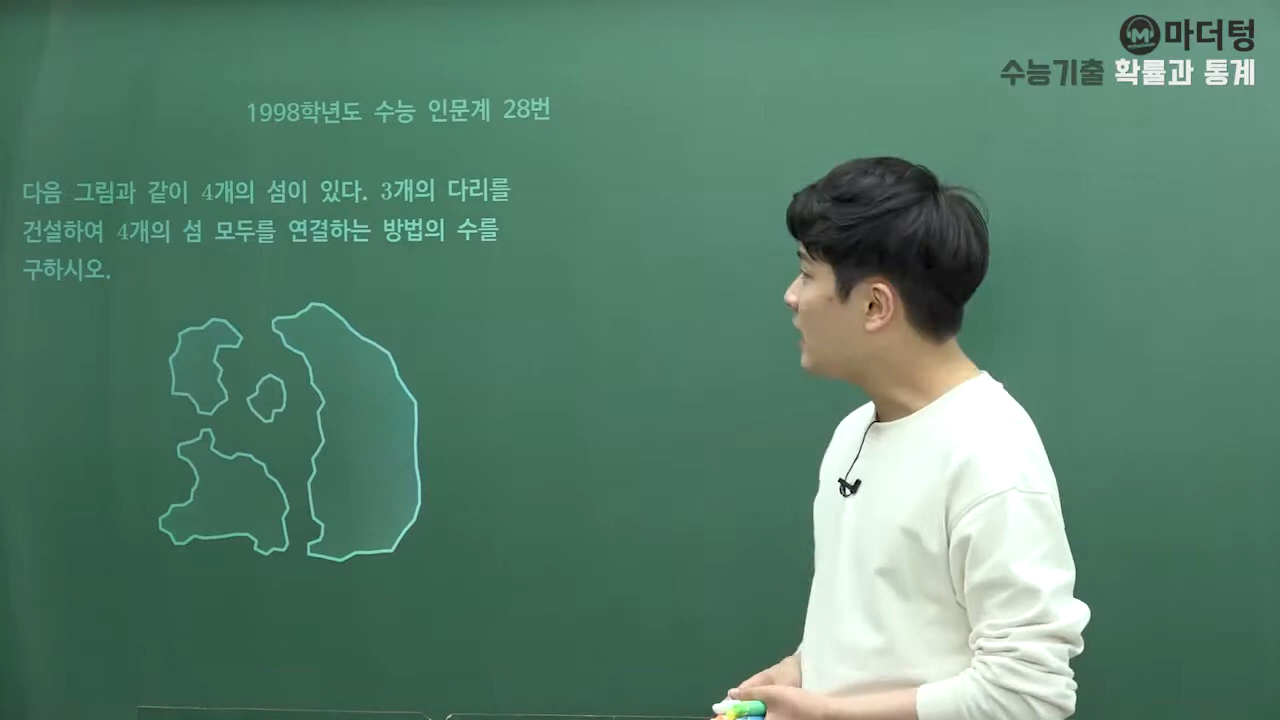 마더텅
수능기출 확률과 통계
1998학년도 수능 인문계 28번
다음 그림과 같이 4개의 섬이 있다. 3개의 다리를
건설하여 4개의 섬 모두를 연결하는 방법의 수를
구하시오.